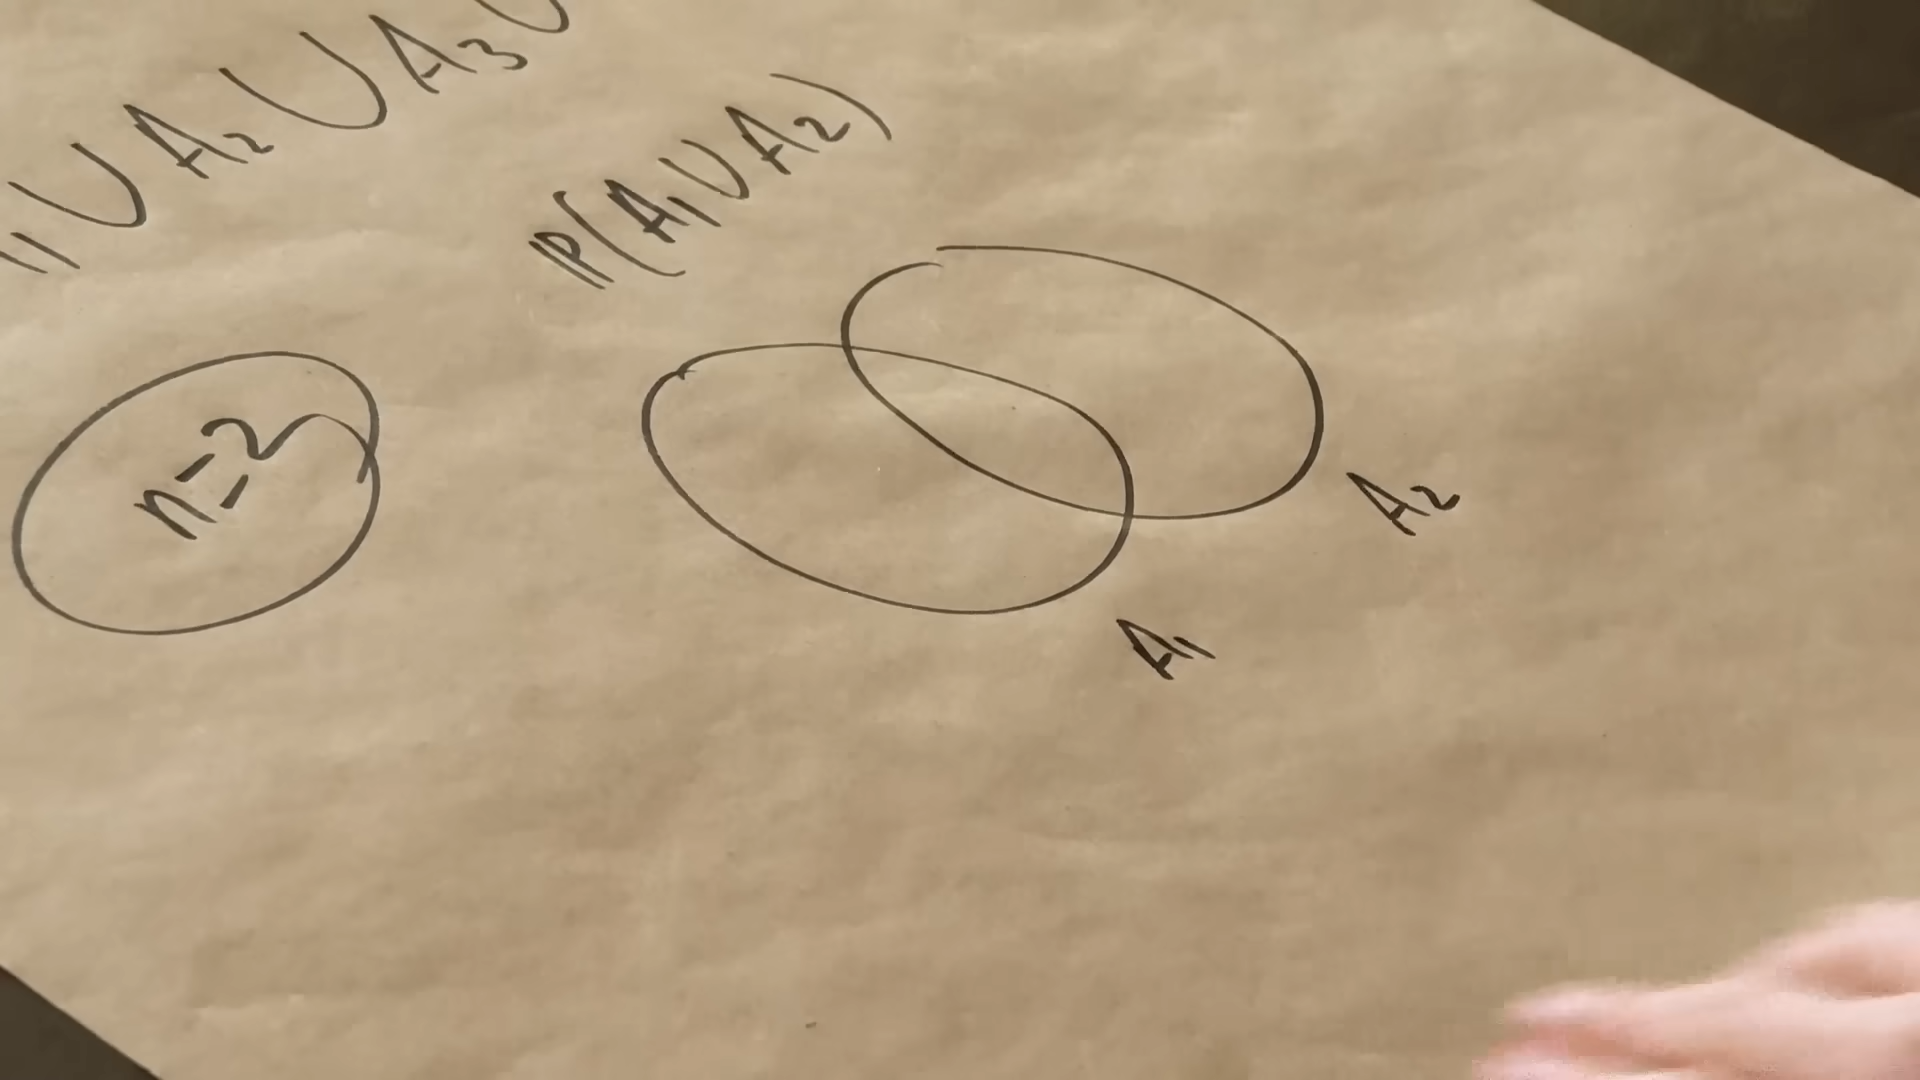 ∪ A₂ ∪ A₃ ∪
ℙ(A₁ ∪ A₂)
n=2
A₂
A₁